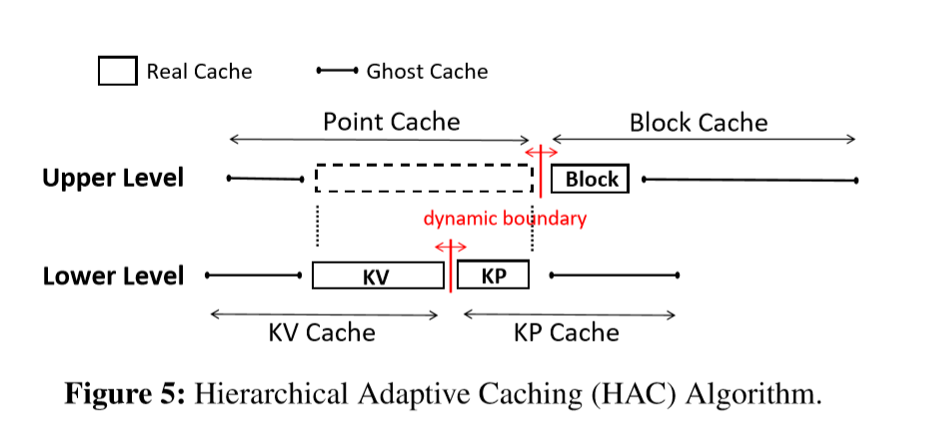 Real Cache
Ghost Cache
Point Cache
Block Cache
Upper Level
Block
dynamic boundary
Lower Level
KV
KP
KV Cache
KP Cache
Figure 5: Hierarchical Adaptive Caching (HAC) Algorithm.